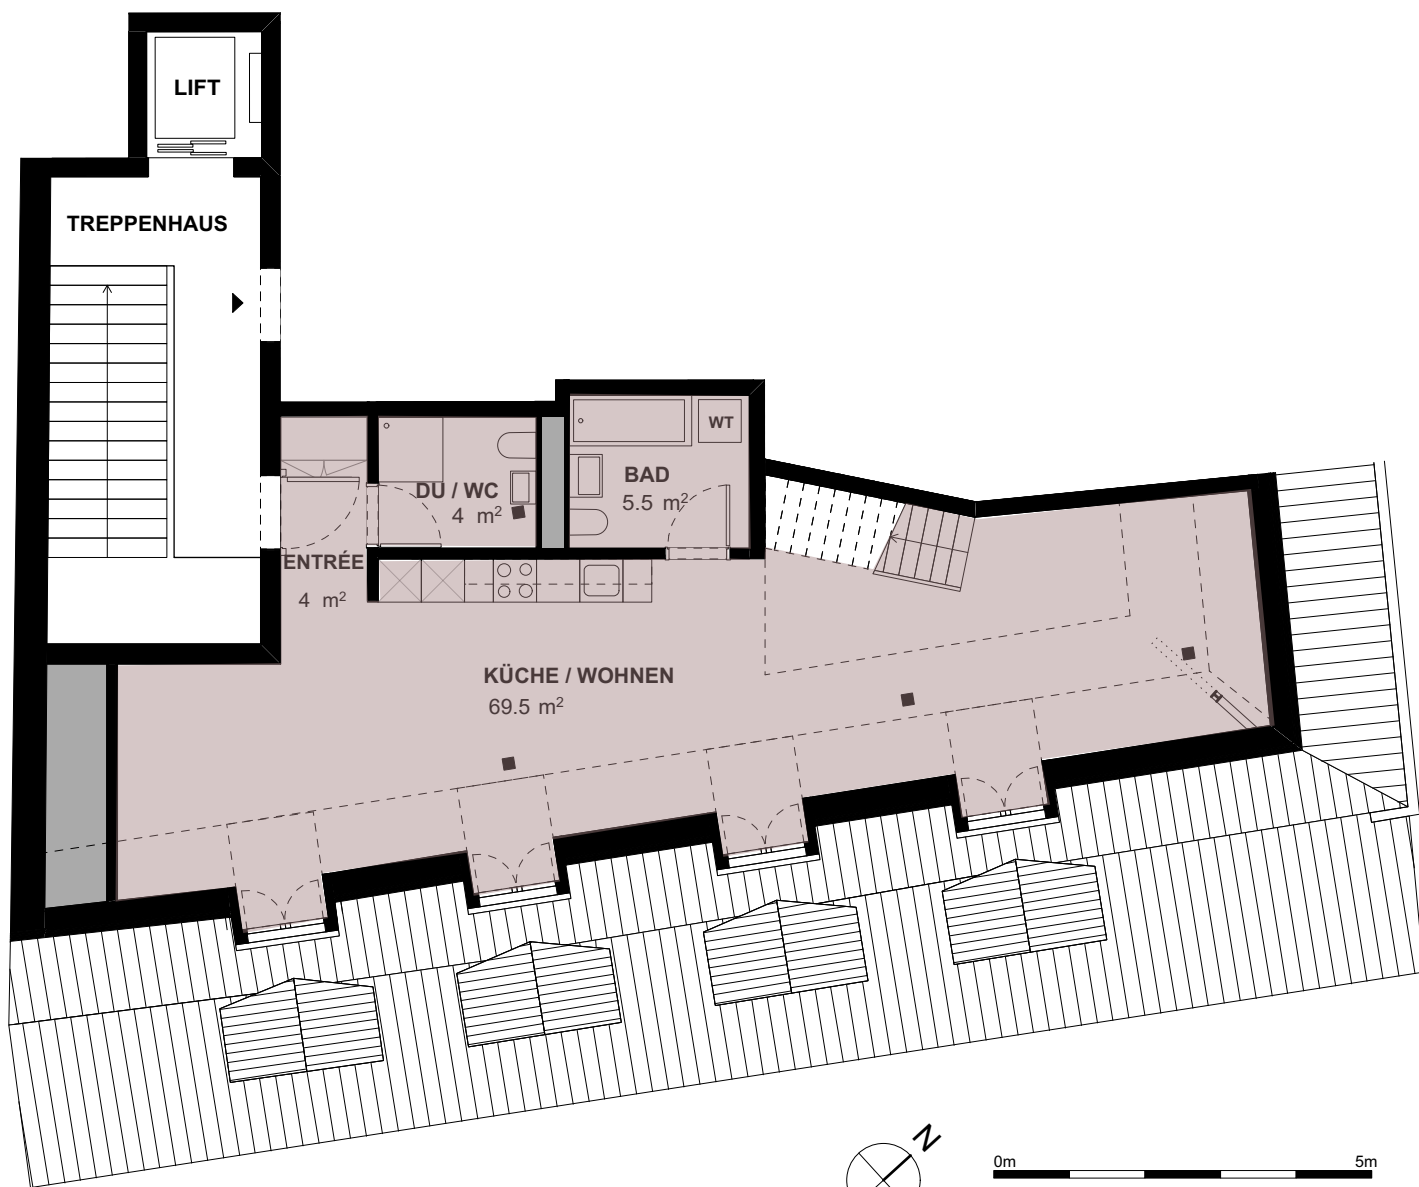 LIFT
TREPPENHAUS
WT
BAD
5.5 m²
DU / WC
4 m²
ENTRÉE
4 m²
KÜCHE / WOHNEN
69.5 m²
N
0m
5m